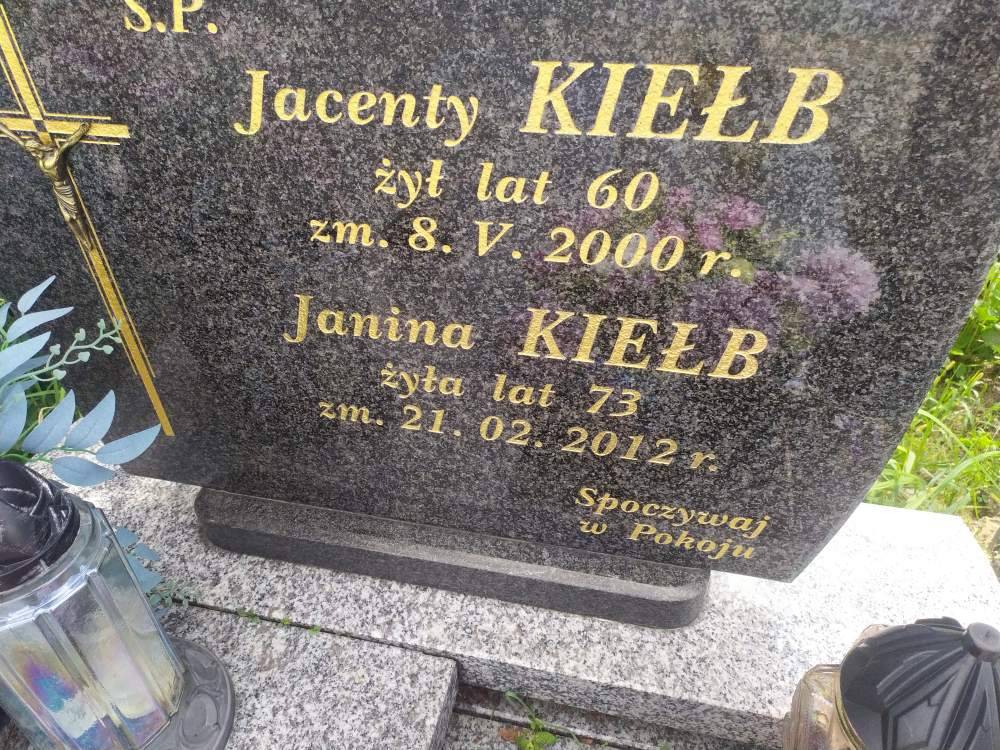 S.P.
Jacenty KIEŁB
żył lat 60
zm. 8. V. 2000 r.
Janina KIEŁB
żyła lat 73
zm. 21. 02. 2012 r.
Spoczywaj
w Pokoju